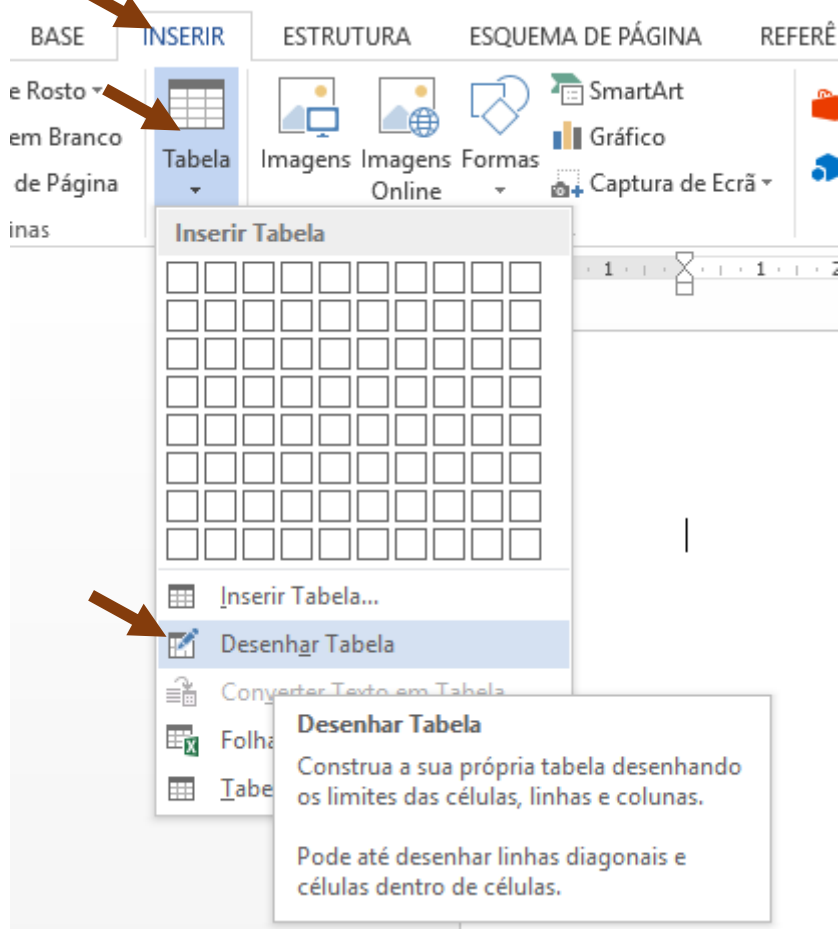 BASE INSERIR ESTRUTURA ESQUEMA DE PÁGINA REFERÊ
e Rosto
em Branco
de Página
inas
Tabela
Imagens
Imagens
Online
Formas
SmartArt
Gráfico
Captura de Ecrã
Inserir Tabela
1 1 2
Inserir Tabela...
Desenhar Tabela
Converter Texto em Tabela
Folha
Tabe
Desenhar Tabela
Construa a sua própria tabela desenhando
os limites das células, linhas e colunas.
Pode até desenhar linhas diagonais e
células dentro de células.